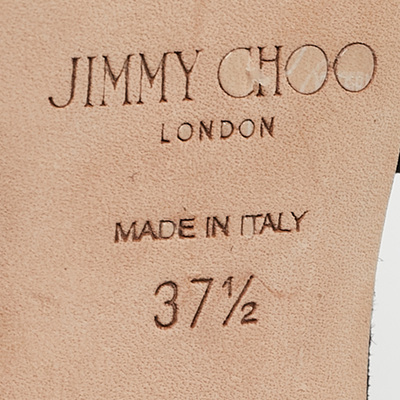 JIMMY CHOO
LONDON
MADE IN ITALY
37½